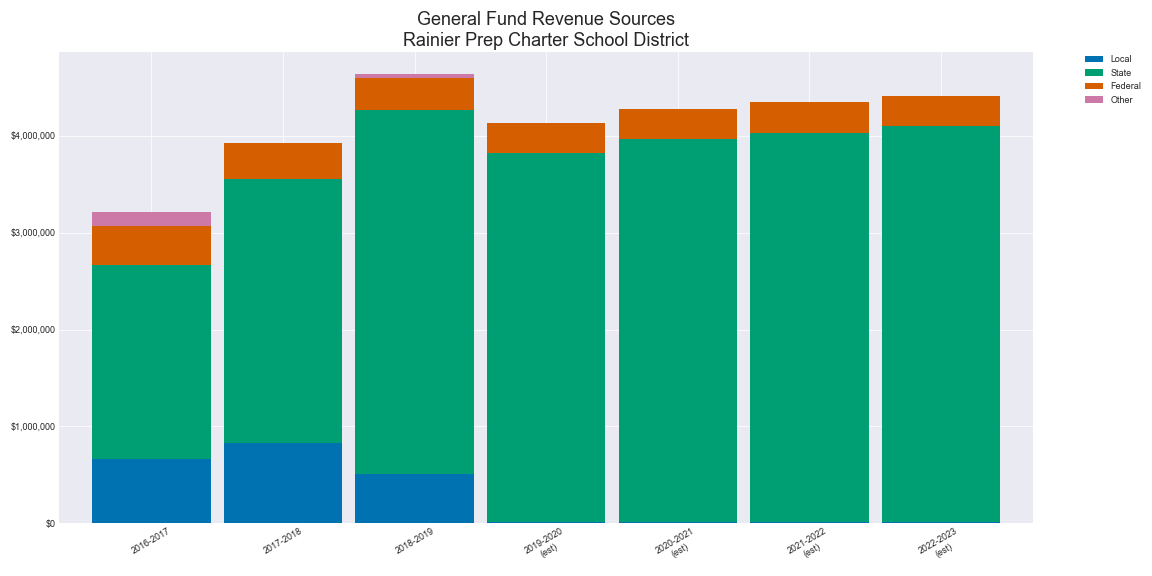 General Fund Revenue Sources
Rainier Prep Charter School District
Local
State
Federal
Other
$4,000,000
$3,000,000
$2,000,000
$1,000,000
$0
2016-2017
2017-2018
2018-2019
2019-2020
(est)
2020-2021
(est)
2021-2022
(est)
2022-2023
(est)